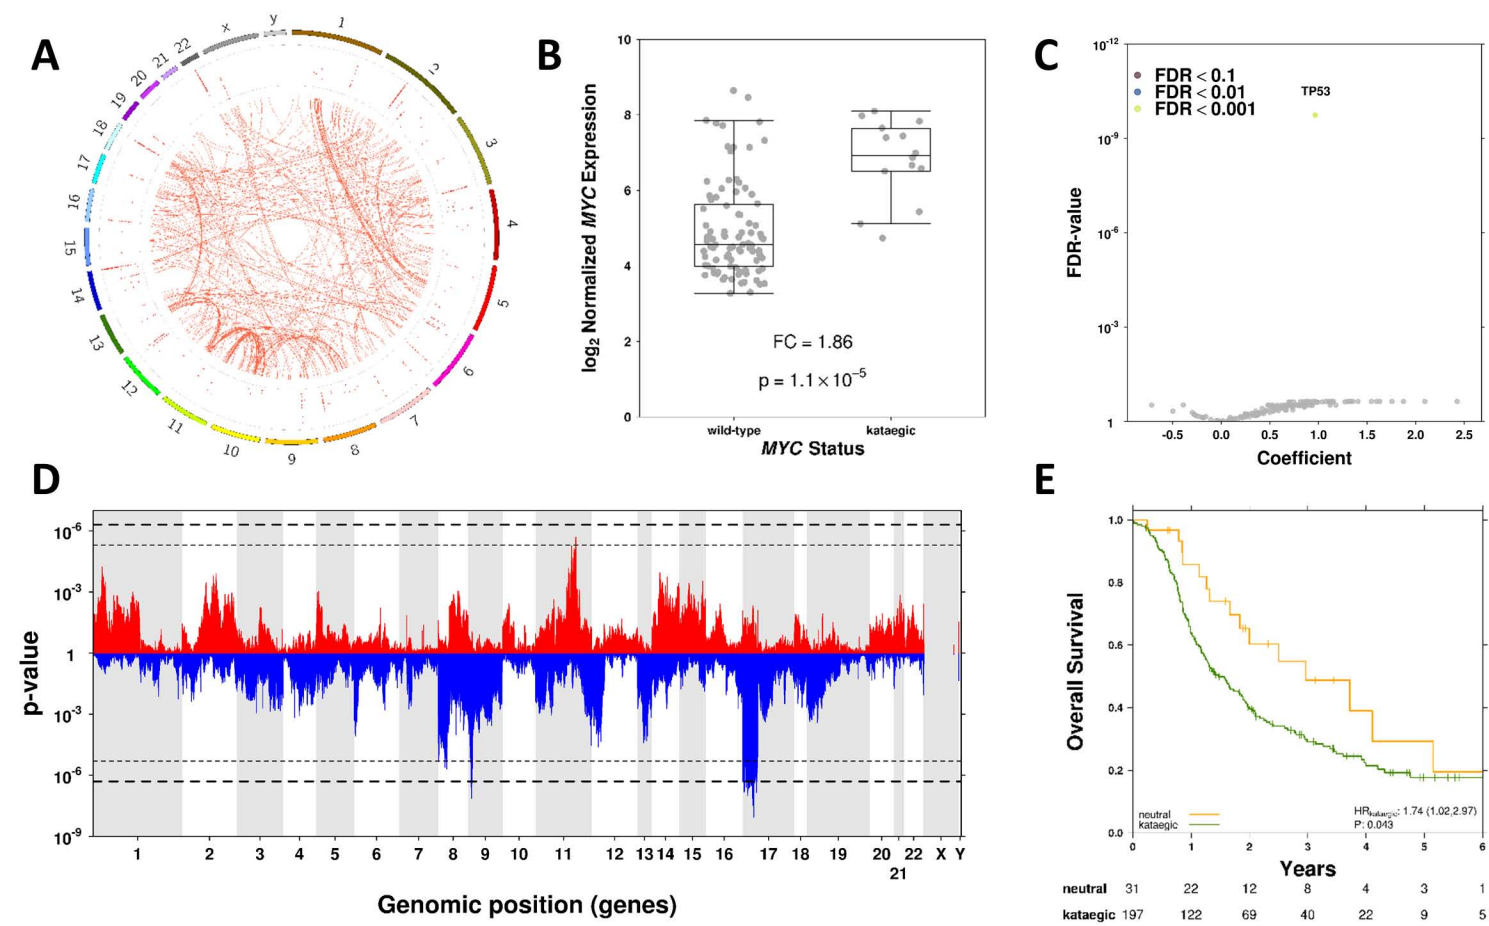 A
1
2
3
4
5
6
7
8
9
10
11
12
13
14
15
16
17
18
19
20
21
22
x
y
B
log2 Normalized MYC Expression
10
8
6
4
2
0
FC = 1.86
p = 1.1 × 10–5
wild-type kataegic
MYC Status
C
FDR < 0.1
FDR < 0.01
FDR < 0.001
TP53
FDR-value
10-12
10-9
10-6
10-3
1
-0.5 0.0 0.5 1.0 1.5 2.0 2.5
Coefficient
D
p-value
10-6
10-3
1
10-3
10-6
10-9
1 2 3 4 5 6 7 8 9 10 11 12 13 14 15 16 17 18 19 20 22 X Y
21
Genomic position (genes)
E
Overall Survival
1.0
0.8
0.6
0.4
0.2
0.0
neutral
kataegic
HRkataegic: 1.74 (1.02,2.97)
P: 0.043
0 1 2 3 4 5 6
Years
neutral 31 22 12 8 4 3 1
kataegic 197 122 69 40 22 9 5